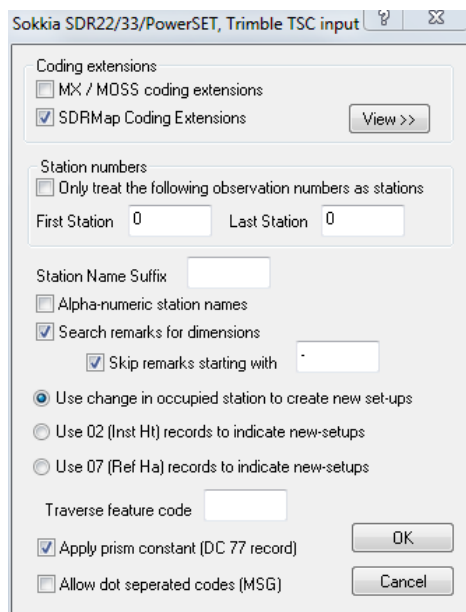 Sokkia SDR22/33/PowerSET, Trimble TSC input ? X
Coding extensions
MX / MOSS coding extensions
SDRMap Coding Extensions View >>
Station numbers
Only treat the following observation numbers as stations
First Station 0 Last Station 0
Station Name Suffix
Alpha-numeric station names
Search remarks for dimensions
Skip remarks starting with -
Use change in occupied station to create new set-ups
Use 02 (Inst Ht) records to indicate new-setups
Use 07 (Ref Ha) records to indicate new-setups
Traverse feature code
Apply prism constant (DC 77 record) OK
Allow dot seperated codes (MSG) Cancel